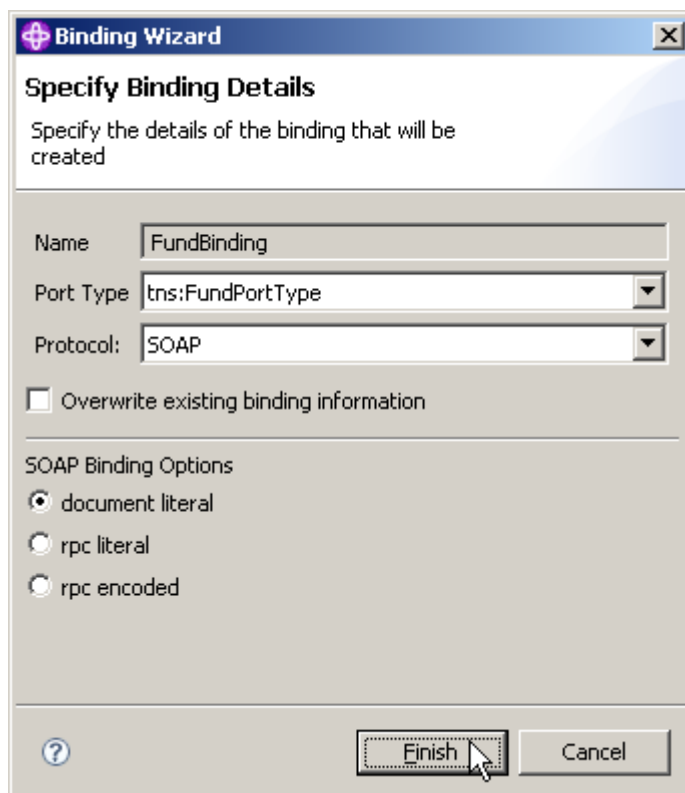 Binding Wizard
Specify Binding Details
Specify the details of the binding that will be
created
Name FundBinding
Port Type tns:FundPortType
Protocol: SOAP
Overwrite existing binding information
SOAP Binding Options
document literal
rpc literal
rpc encoded
? Finish Cancel